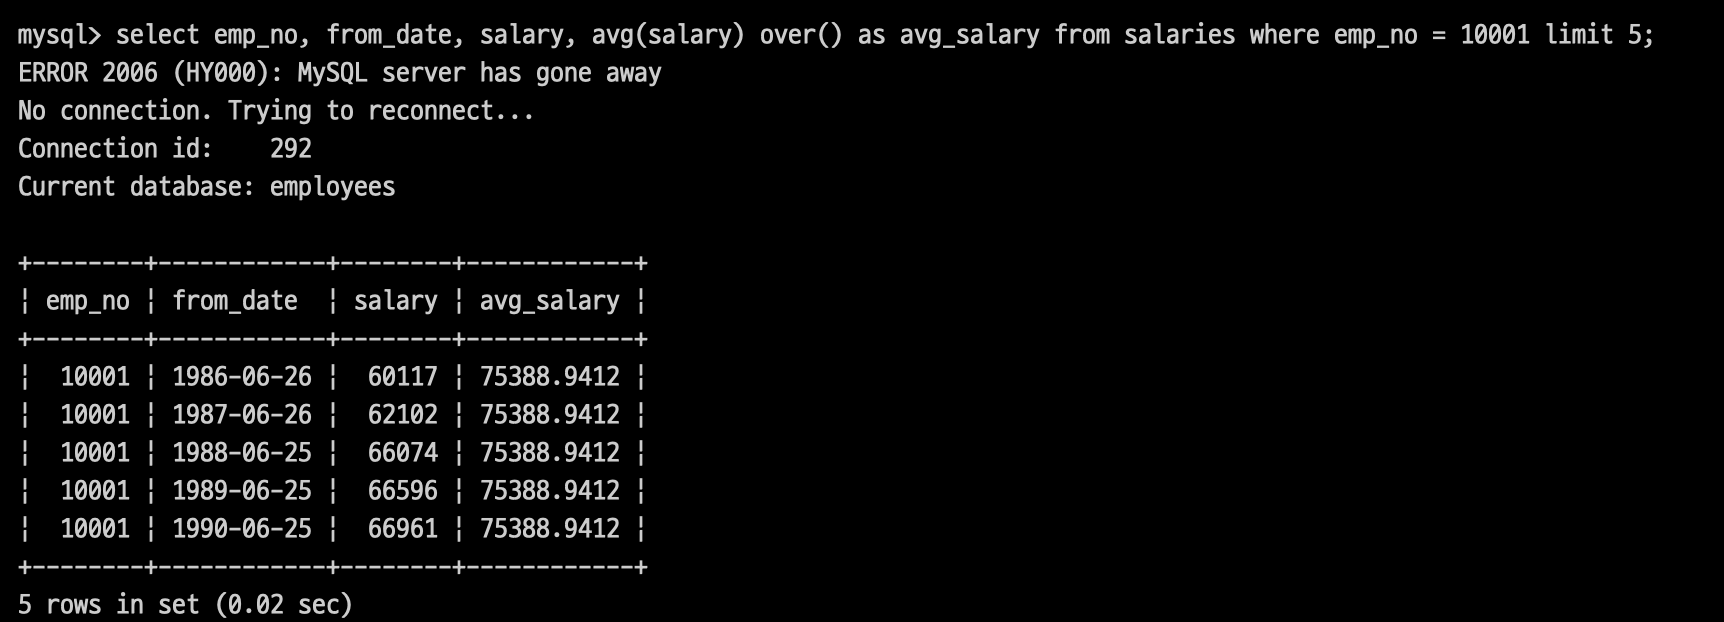 mysql> select emp_no, from_date, salary, avg(salary) over() as avg_salary from salaries where emp_no = 10001 limit 5;
ERROR 2006 (HY000): MySQL server has gone away
No connection. Trying to reconnect...
Connection id:    292
Current database: employees

+--------+------------+--------+------------+
¦ emp_no ¦ from_date  ¦ salary ¦ avg_salary ¦
+--------+------------+--------+------------+
¦  10001 ¦ 1986-06-26 ¦  60117 ¦ 75388.9412 ¦
¦  10001 ¦ 1987-06-26 ¦  62102 ¦ 75388.9412 ¦
¦  10001 ¦ 1988-06-25 ¦  66074 ¦ 75388.9412 ¦
¦  10001 ¦ 1989-06-25 ¦  66596 ¦ 75388.9412 ¦
¦  10001 ¦ 1990-06-25 ¦  66961 ¦ 75388.9412 ¦
+--------+------------+--------+------------+
5 rows in set (0.02 sec)